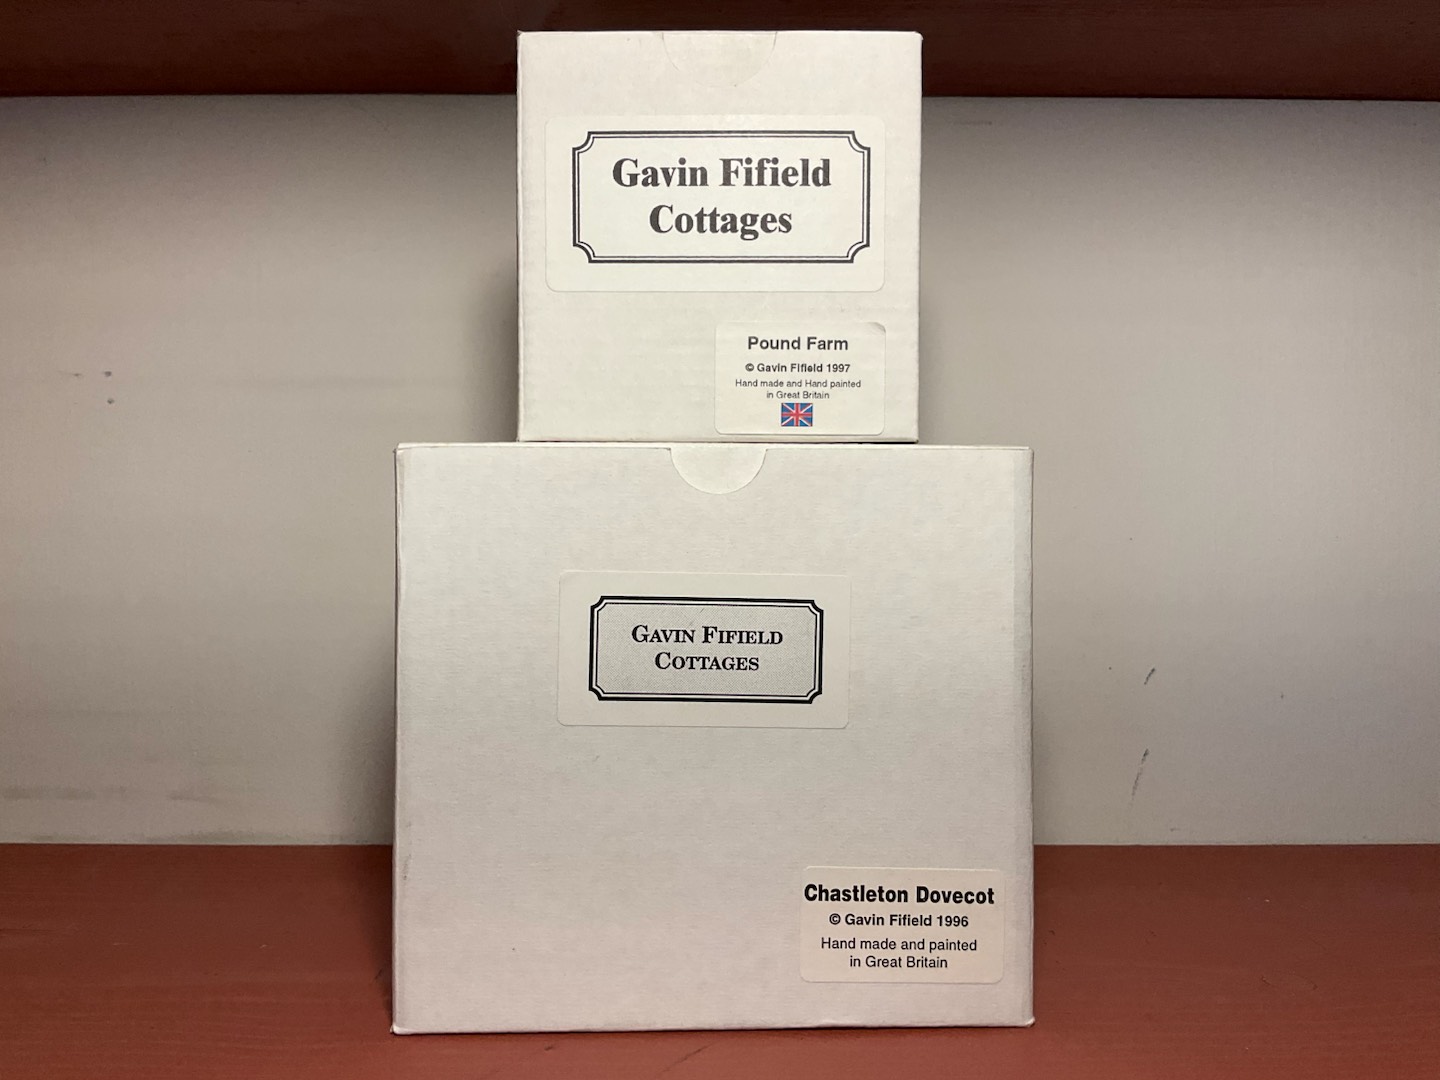 Gavin Fifield
Cottages
Pound Farm
© Gavin Fifield 1997
Hand made and Hand painted
in Great Britain
GAVIN FIFIELD
COTTAGES
Chastleton Dovecot
© Gavin Fifield 1996
Hand made and painted
in Great Britain